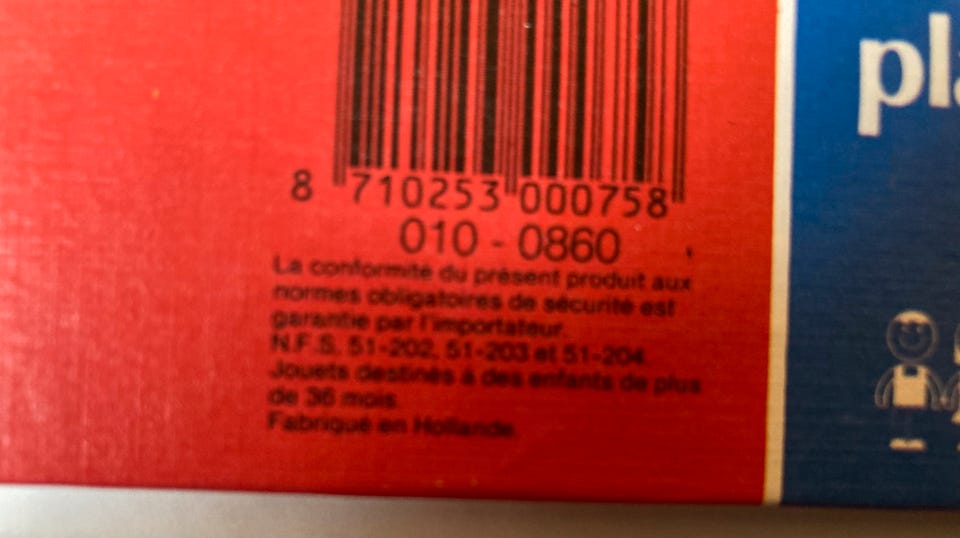 8 710253 000758
010 - 0860
La conformité du présent produit aux
normes obligatoires de sécurité est
garantie par l'importateur.
N.F.S. 51-202, 51-203 et 51-204.
Jouets destinés à des enfants de plus
de 36 mois.
Fabriqué en Hollande.
pla